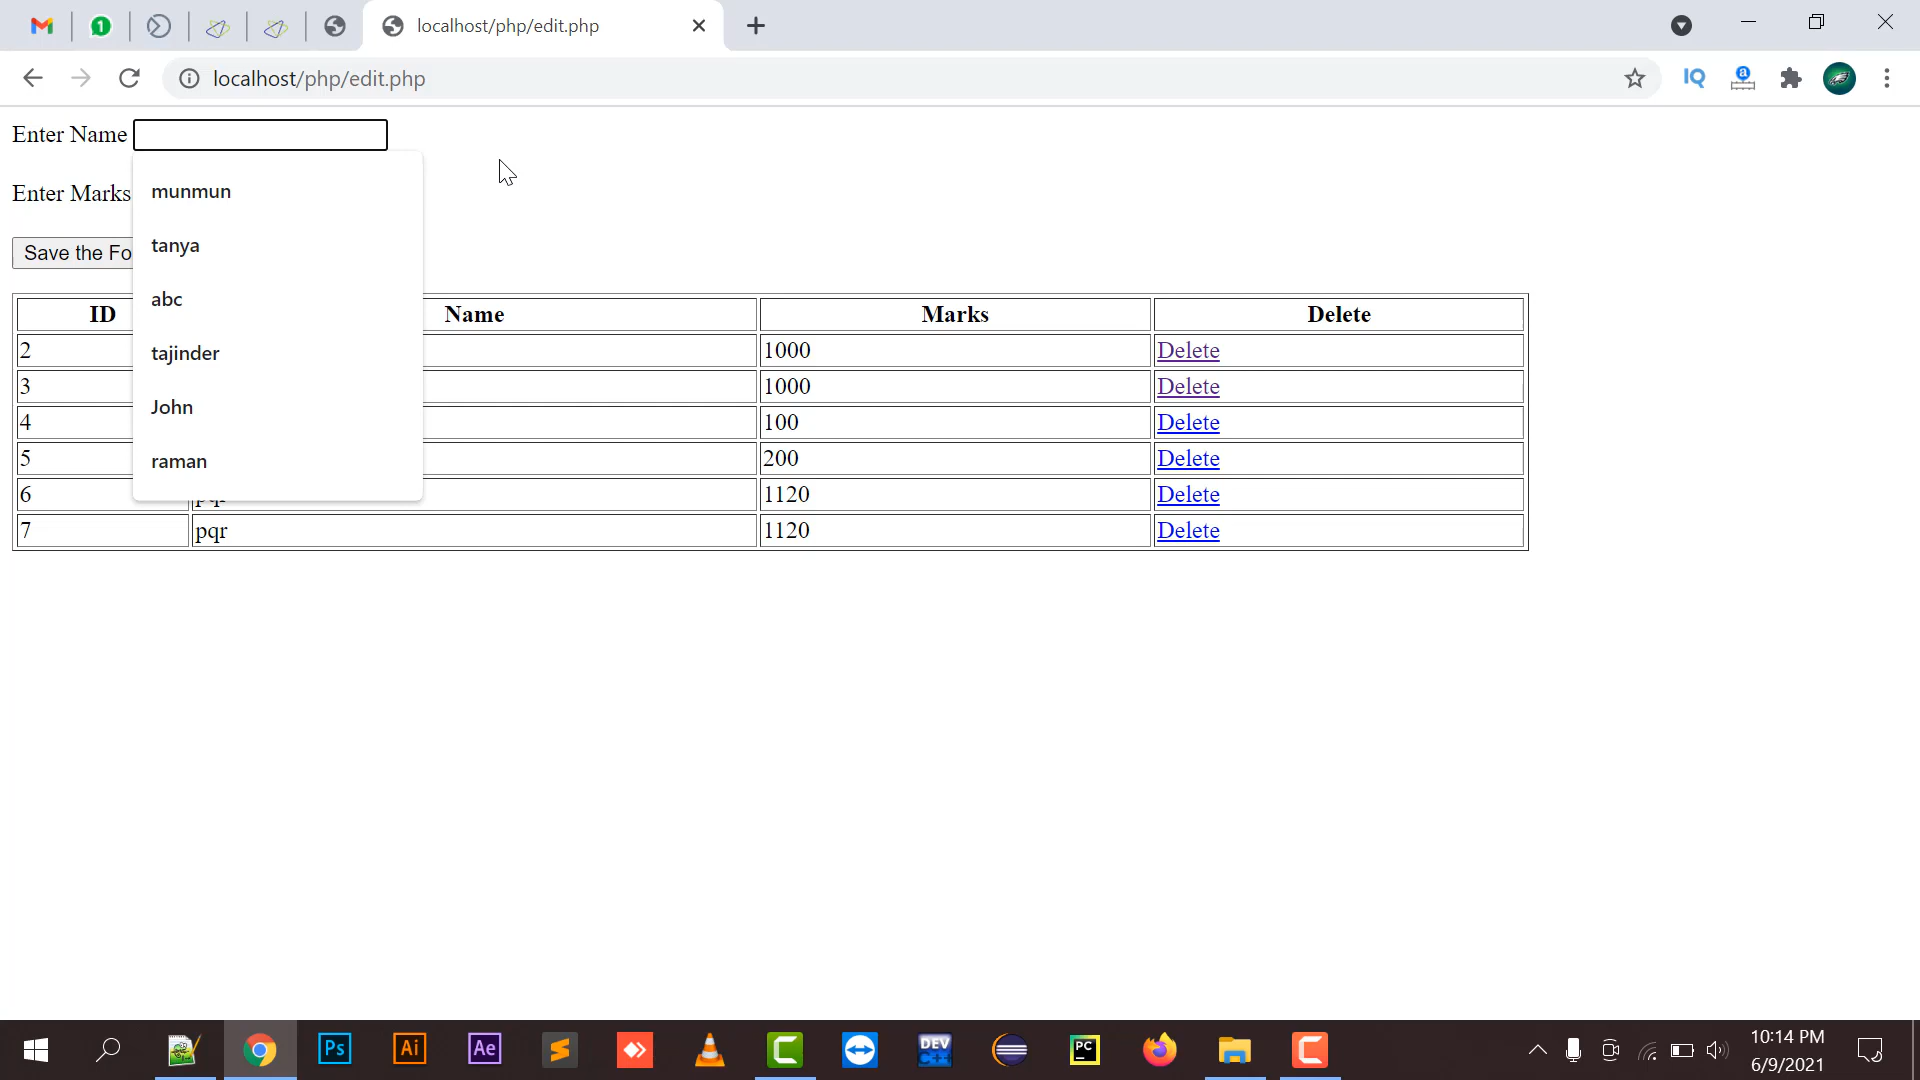 localhost/php/edit.php
localhost/php/edit.php
IQ
a
Enter Name
munmun
Enter Marks
tanya
Save the Fo
abc
ID Name Marks Delete
tajinder
2 1000 Delete
3 1000 Delete
John
4 100 Delete
raman
5 200 Delete
6 pqr 1120 Delete
7 pqr 1120 Delete
Ps Ai Ae DEV C++ PC
10:14 PM
6/9/2021